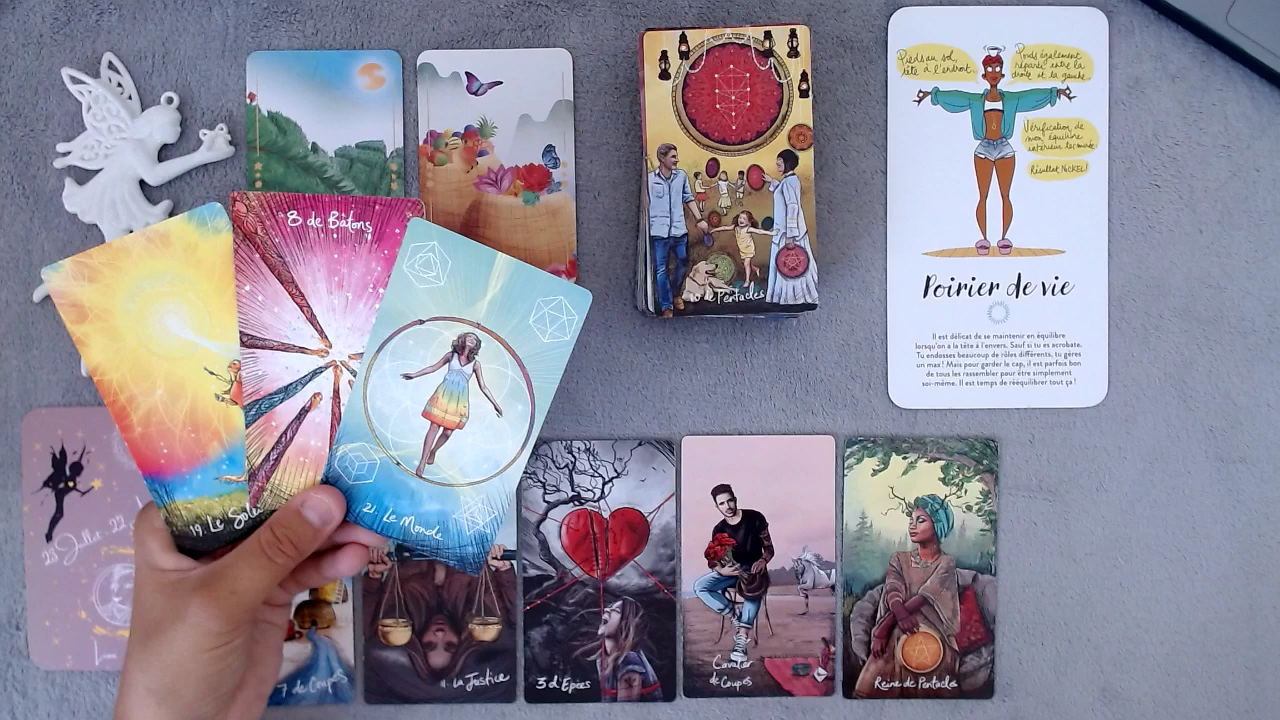 8 de Bâtons
19. Le Soleil
21. Le Monde
10 de Pentacles
Pieds au sol,
tête à l'endroit.
Poids également
réparti entre la
droite et la gauche.
Vérification de
mon équilibre
intérieur
Résultat NICKEL!
Poirier de vie
Il est délicat de se maintenir en équilibre
lorsqu'on a la tête à l'envers. Sauf si tu es acrobate.
Tu endosses beaucoup de rôles différents, tu gères
un max ! Mais pour garder le cap, il est parfois bon
de tous les rassembler pour être simplement
soi-même. Il est temps de rééquilibrer tout ça !
23 Juillet - 22
7 de Coupes
La Justice
3 d'Epées
Cavalier
de Coupes
Reine de Pentacles